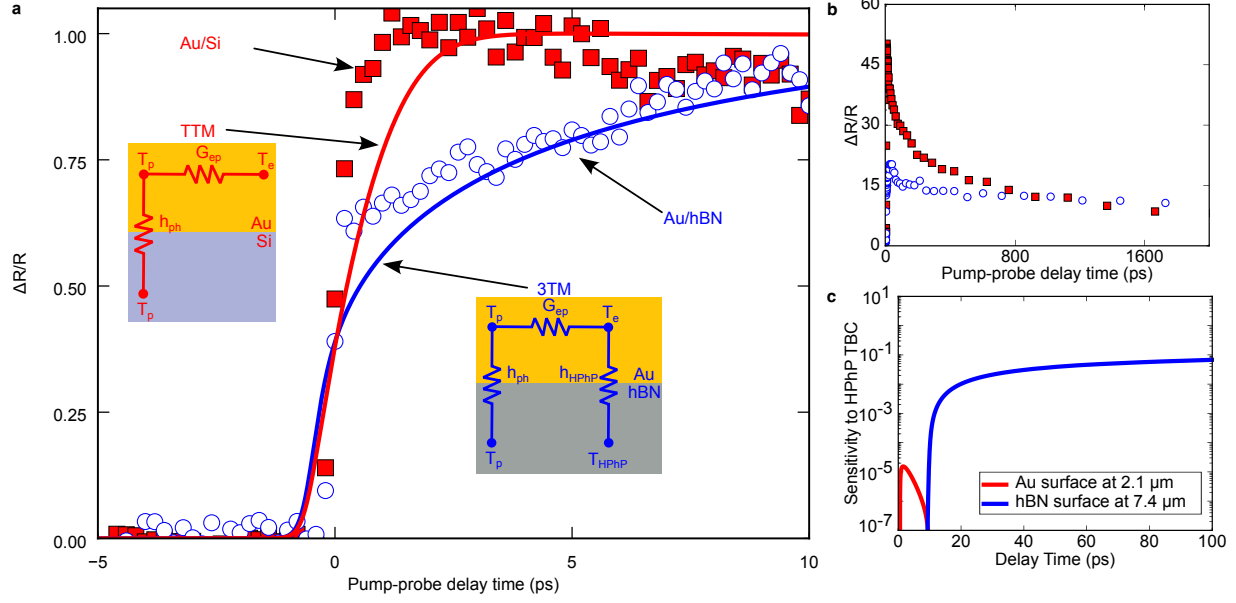 a
1.00
0.75
0.50
0.25
0.00
ΔR/R
−5
0
5
10
Pump-probe delay time (ps)
Au/Si
TTM
Au/hBN
3TM
Tp
Gep
Te
hph
Au
Si
Tp
Tp
Gep
Te
hph
hHPhP
Au
hBN
Tp
THPhP
b
60
45
30
15
0
ΔR/R
0
800
1600
Pump-probe delay time (ps)
c
10^1
10^-1
10^-3
10^-5
10^-7
Sensitivity to HPhP TBC
Au surface at 2.1 µm
hBN surface at 7.4 µm
0
20
40
60
80
100
Delay Time (ps)